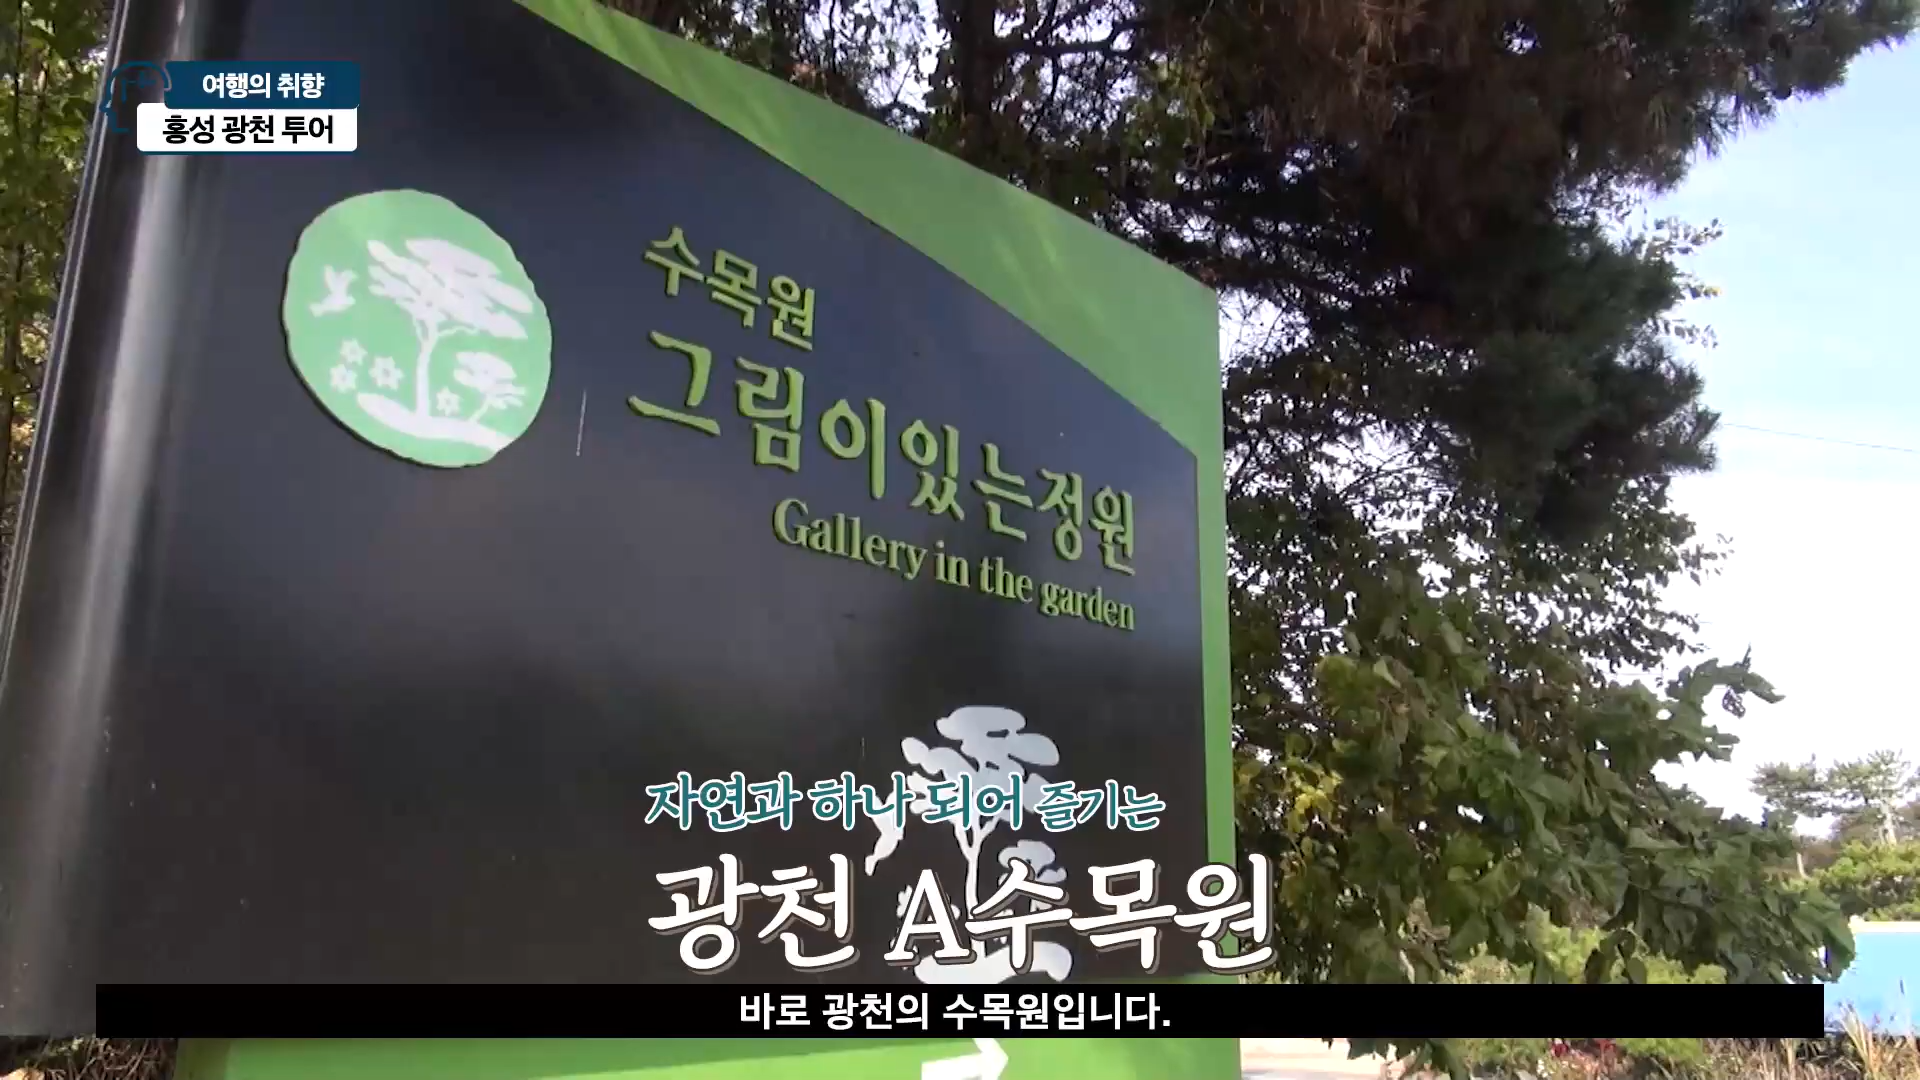 여행의 취향
홍성 광천 투어
수목원
그림이있는정원
Gallery in the garden
자연과 하나 되어 즐기는
광천 A수목원
바로 광천의 수목원입니다.